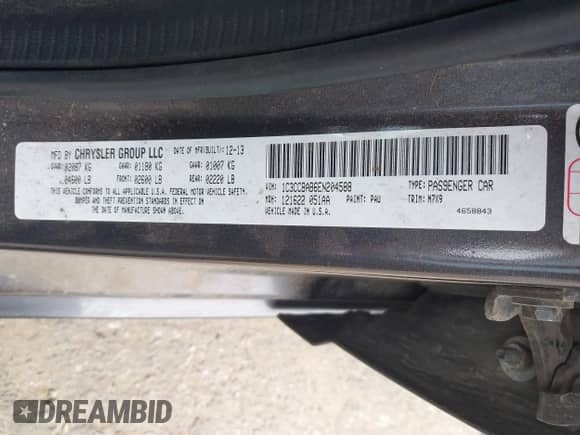 MFD BY CHRYSLER GROUP LLC DATE OF MFR(BUILT): 12-13
GVWR: 02087 KG GAWR: 01180 KG GAWR: 01007 KG
04600 LB FRONT: 02600 LB REAR: 02220 LB
THIS VEHICLE CONFORMS TO ALL APPLICABLE U.S.A. FEDERAL MOTOR VEHICLE SAFETY,
BUMPER AND THEFT PREVENTION STANDARDS IN EFFECT ON
THE DATE OF MANUFACTURE SHOWN ABOVE.
VIN: 1C3CCBAB6EN204588 TYPE: PASSENGER CAR
MDH: 121622 051AA PAINT: PAU TRIM: M7X9
VEHICLE MADE IN U.S.A. 4658843
DREAMBID